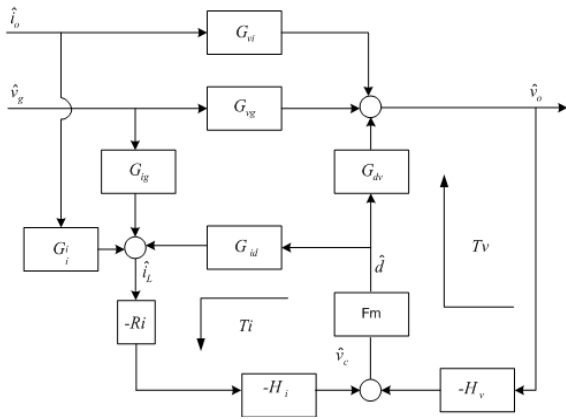 î_o
G_vi
v̂_g
G_vg
v̂_o
G_ig
G_dv
G_i^i
G_id
î_L
d̂
Tv
-Ri
Ti
Fm
v̂_c
-H_i
-H_v